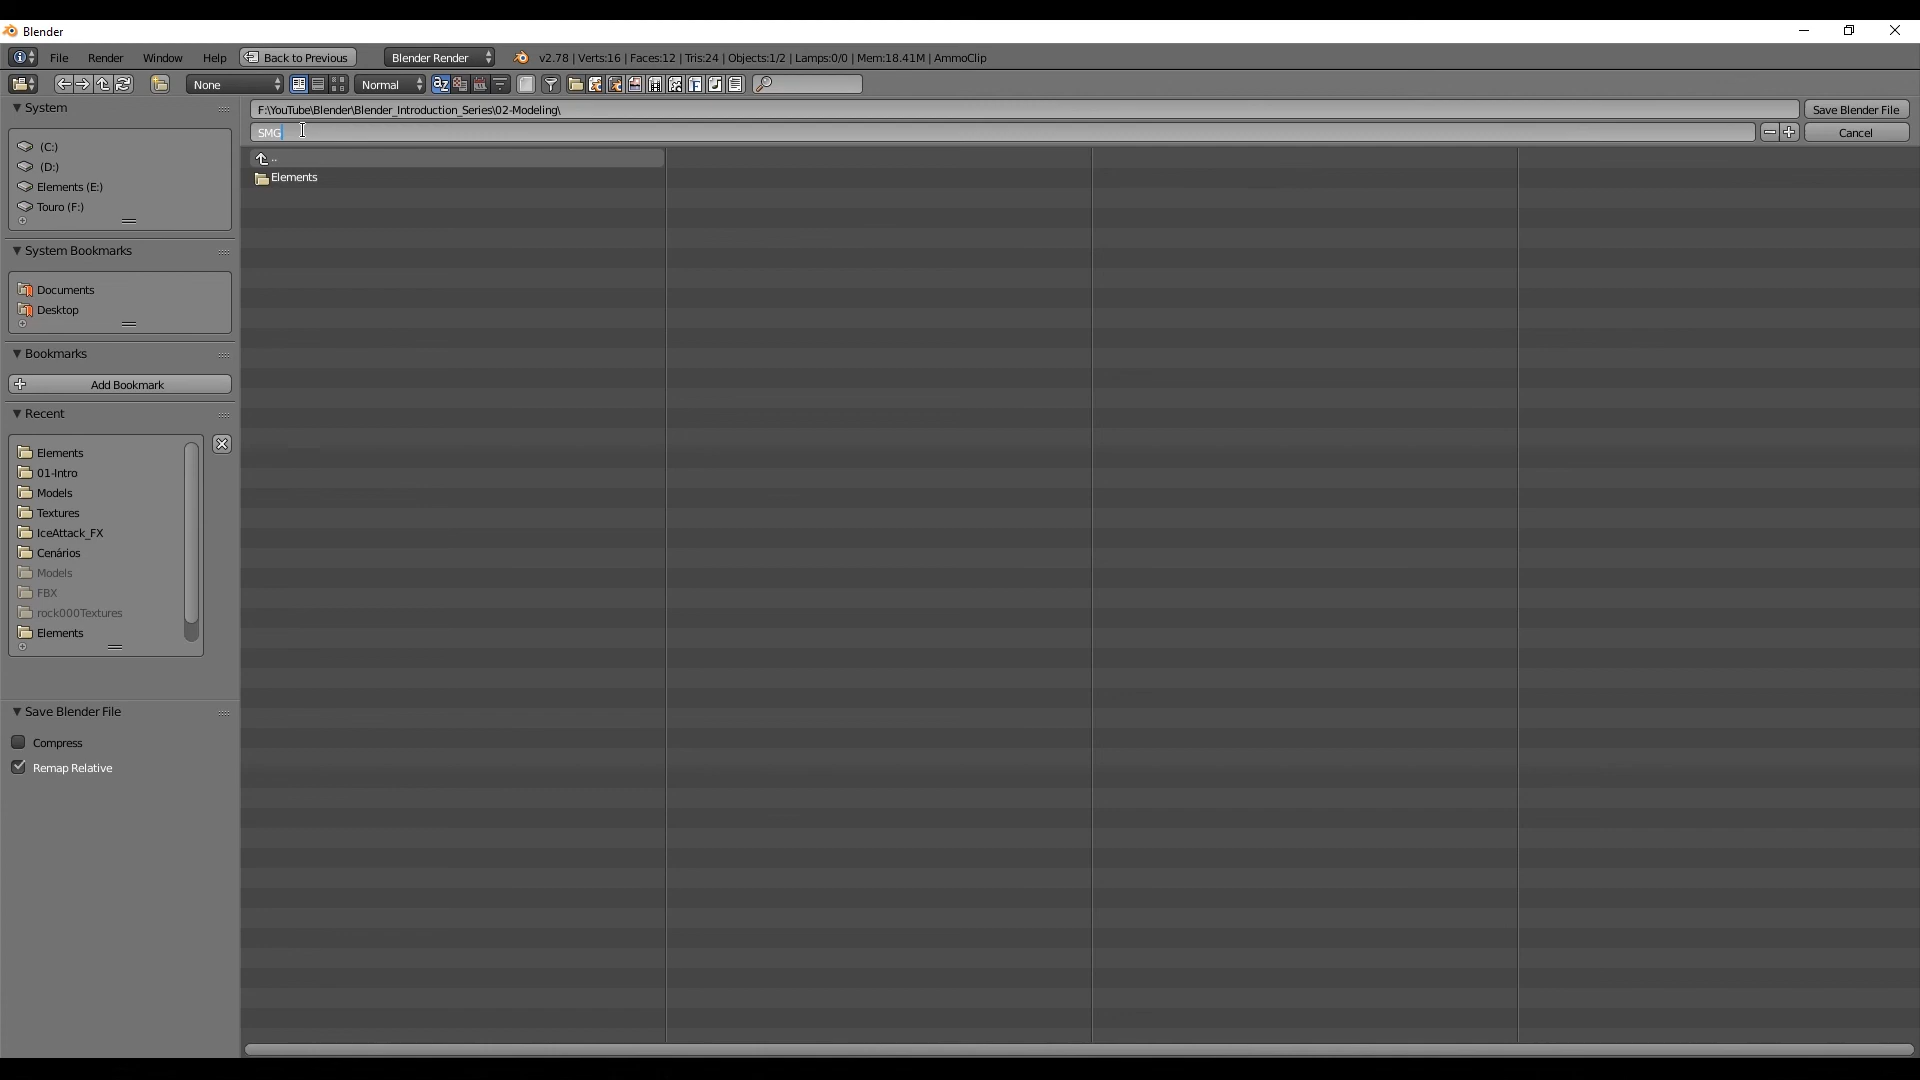 Blender
File Render Window Help Back to Previous Blender Render v2.78 | Verts:16 | Faces:12 | Tris:24 | Objects:1/2 | Lamps:0/0 | Mem:18.41M | AmmoClip
None Normal
System
(C:)
(D:)
Elements (E:)
Touro (F:)
System Bookmarks
Documents
Desktop
Bookmarks
Add Bookmark
Recent
Elements
01-Intro
Models
Textures
IceAttack_FX
Cenários
Models
FBX
rock000Textures
Elements
Save Blender File
Compress
Remap Relative
F:\YouTube\Blender\Blender_Introduction_Series\02-Modeling\ Save Blender File
SMG Cancel
..
Elements